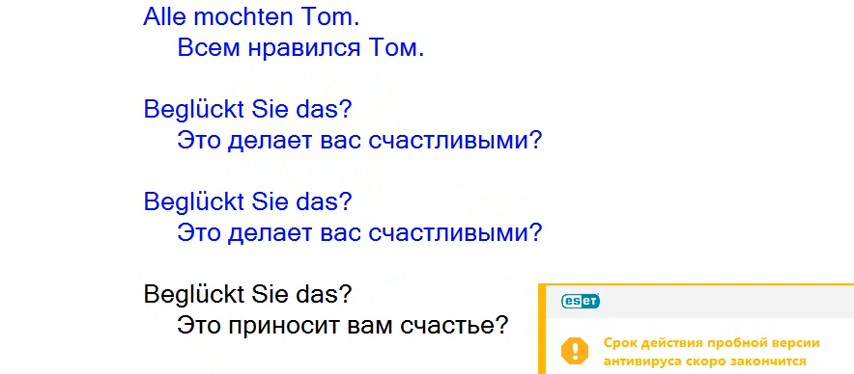 Alle mochten Tom.
Всем нравился Том.
Beglückt Sie das?
Это делает вас счастливыми?
Beglückt Sie das?
Это делает вас счастливыми?
Beglückt Sie das?
Это приносит вам счастье?
eset
Срок действия пробной версии
антивируса скоро закончится